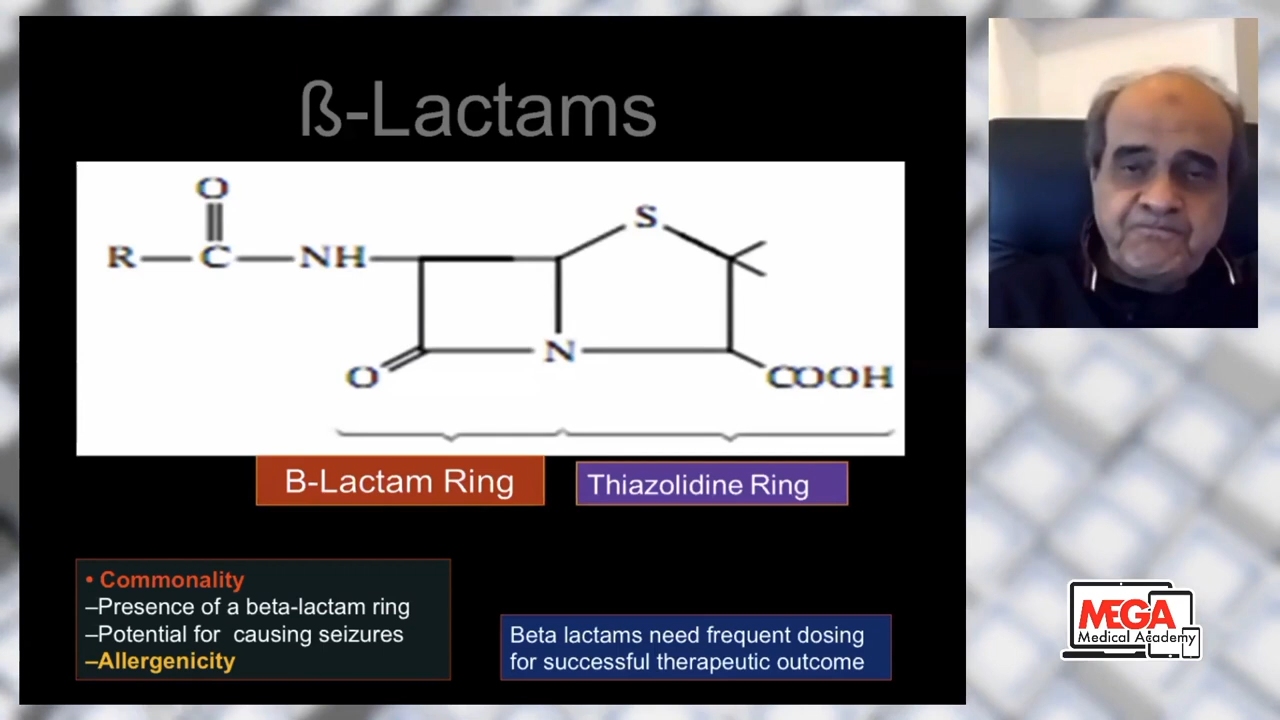 ß-Lactams
O
R C NH
S
O
N
COOH
B-Lactam Ring
Thiazolidine Ring
• Commonality
–Presence of a beta-lactam ring
–Potential for causing seizures
–Allergenicity
Beta lactams need frequent dosing
for successful therapeutic outcome
MEGA
Medical Academy